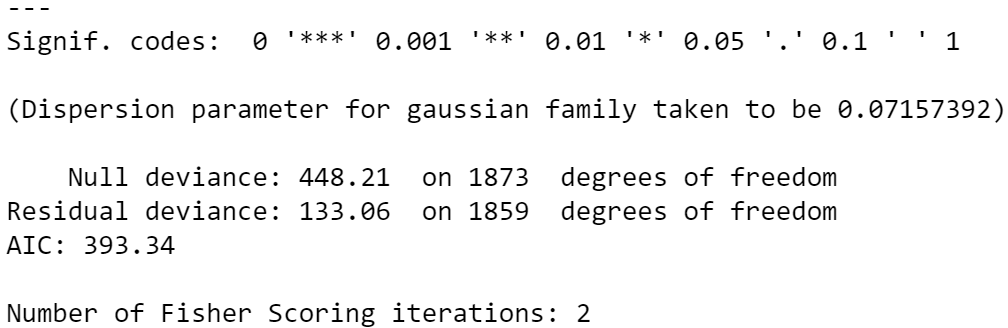 ---
Signif. codes:  0 '***' 0.001 '**' 0.01 '*' 0.05 '.' 0.1 ' ' 1
(Dispersion parameter for gaussian family taken to be 0.07157392)
    Null deviance: 448.21  on 1873  degrees of freedom
Residual deviance: 133.06  on 1859  degrees of freedom
AIC: 393.34
Number of Fisher Scoring iterations: 2